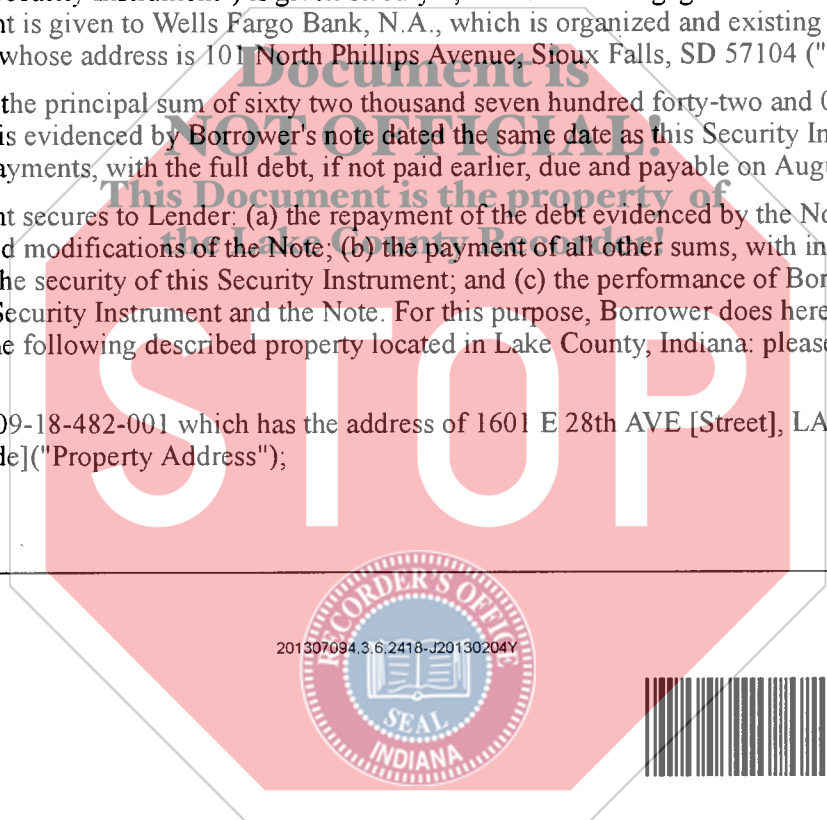 nt is given to Wells Fargo Bank, N.A., which is organized and existing
whose address is 101 North Phillips Avenue, Sioux Falls, SD 57104 ("
Document is
the principal sum of sixty two thousand seven hundred forty-two and
NOT OFFICIAL!
is evidenced by Borrower's note dated the same date as this Security In
ayments, with the full debt, if not paid earlier, due and payable on Augu
This Document is the property of
nt secures to Lender: (a) the repayment of the debt evidenced by the No
the Lake County Recorder!
d modifications of the Note; (b) the payment of all other sums, with in
he security of this Security Instrument; and (c) the performance of Bor
Security Instrument and the Note. For this purpose, Borrower does here
e following described property located in Lake County, Indiana: please
STOP
09-18-482-001 which has the address of 1601 E 28th AVE [Street], LA
de]("Property Address");
RECORDER'S OFFICE
201307094.3.6.2418-J20130204Y
SEAL
INDIANA